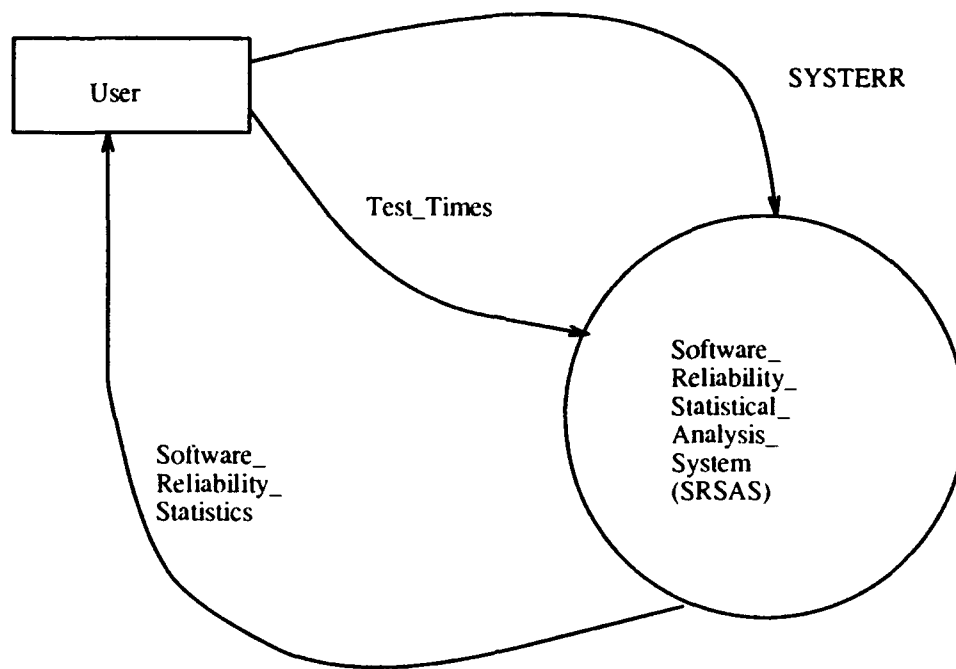 User
SYSTERR
Test_Times
Software_
Reliability_
Statistical_
Analysis_
System
(SRSAS)
Software_
Reliability_
Statistics